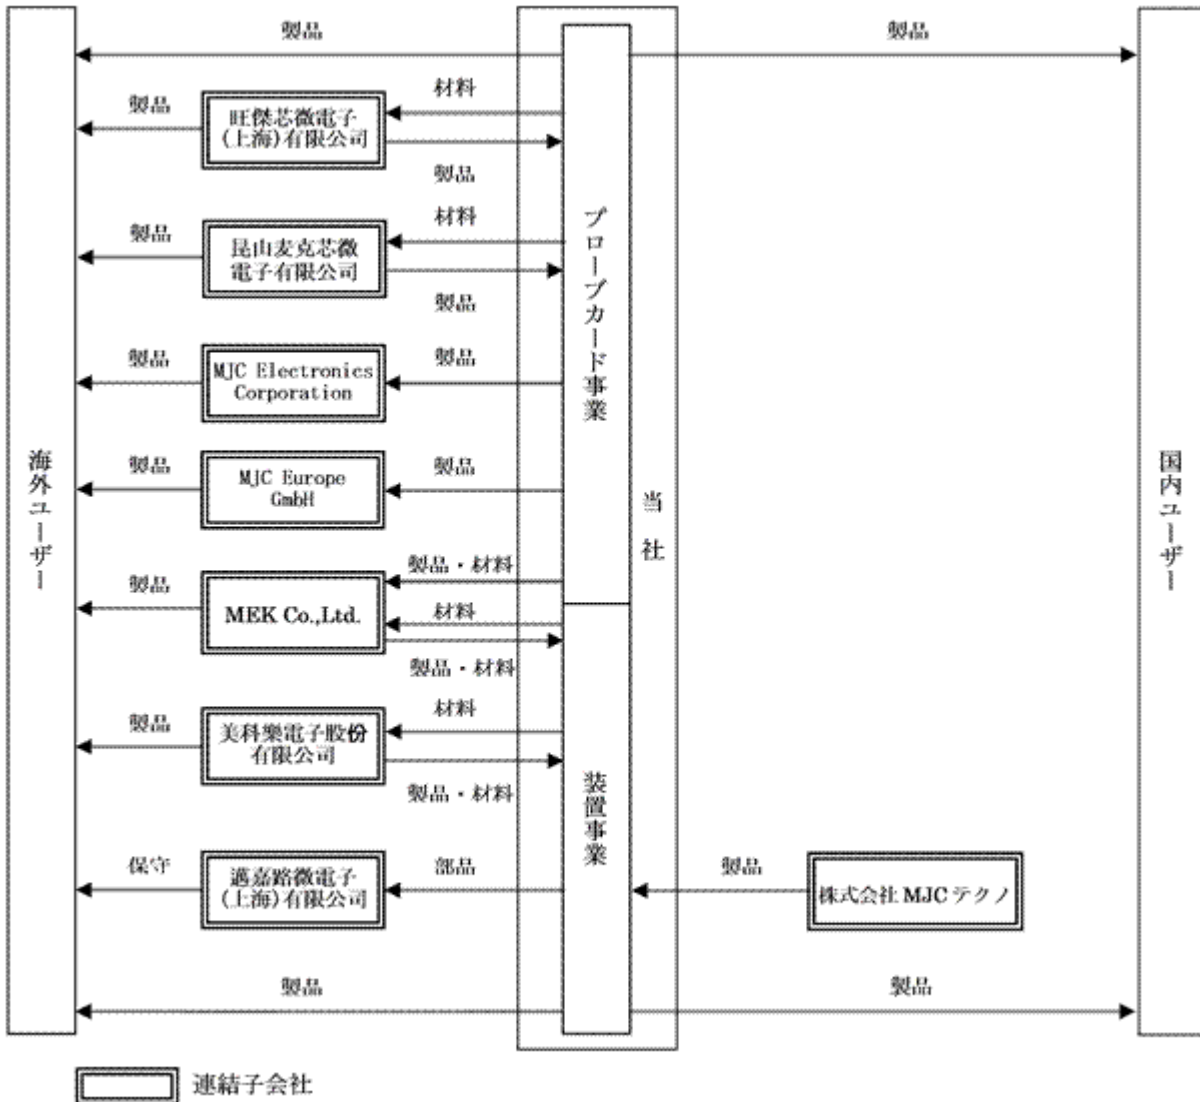 製品
製品
材料
製品
旺傑芯微電子
(上海)有限公司
製品
材料
製品
昆山麦克芯微
電子有限公司
製品
プローブカード事業
製品
製品
MJC Electronics
Corporation
海外ユーザー
製品
製品
MJC Europe
GmbH
当社
国内ユーザー
製品・材料
製品
材料
MEK Co.,Ltd.
製品・材料
材料
製品
美科樂電子股份
有限公司
製品・材料
装置事業
保守
部品
製品
邁嘉路微電子
(上海)有限公司
株式会社 MJC テクノ
製品
製品
連結子会社